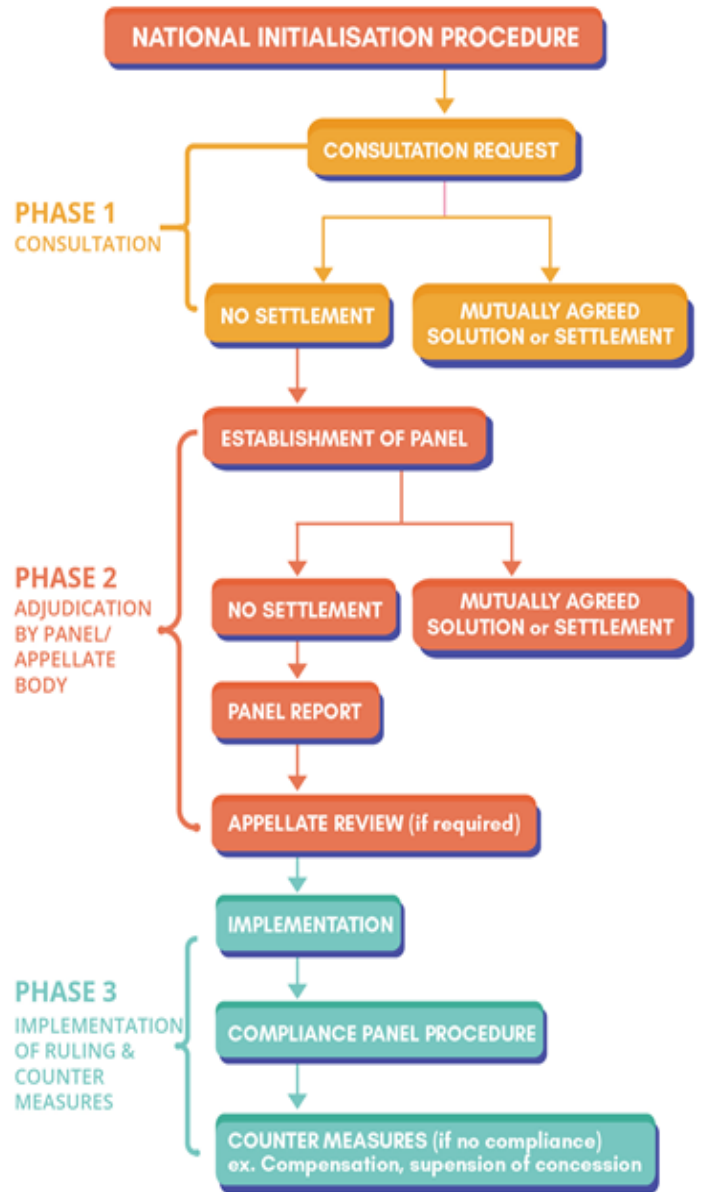 NATIONAL INITIALISATION PROCEDURE
CONSULTATION REQUEST
PHASE 1
CONSULTATION
NO SETTLEMENT
MUTUALLY AGREED
SOLUTION or SETTLEMENT
ESTABLISHMENT OF PANEL
PHASE 2
ADJUDICATION
BY PANEL/
APPELLATE
BODY
NO SETTLEMENT
MUTUALLY AGREED
SOLUTION or SETTLEMENT
PANEL REPORT
APPELLATE REVIEW (if required)
IMPLEMENTATION
PHASE 3
IMPLEMENTATION
OF RULING &
COUNTER
MEASURES
COMPLIANCE PANEL PROCEDURE
COUNTER MEASURES (if no compliance)
ex. Compensation, supension of concession